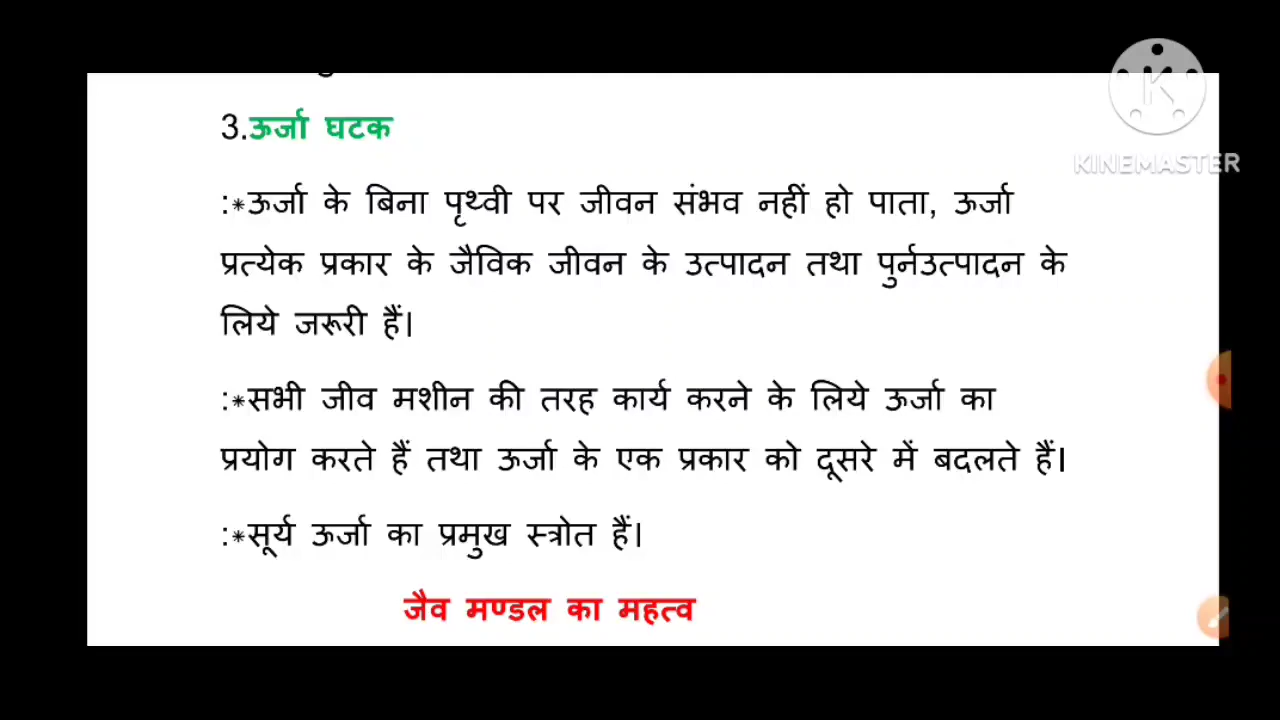 3.ऊर्जा घटक
KINEMASTER
:*ऊर्जा के बिना पृथ्वी पर जीवन संभव नहीं हो पाता, ऊर्जा
प्रत्येक प्रकार के जैविक जीवन के उत्पादन तथा पुर्नउत्पादन के
लिये जरूरी हैं।
:*सभी जीव मशीन की तरह कार्य करने के लिये ऊर्जा का
प्रयोग करते हैं तथा ऊर्जा के एक प्रकार को दूसरे में बदलते हैं।
:*सूर्य ऊर्जा का प्रमुख स्त्रोत हैं।
जैव मण्डल का महत्व